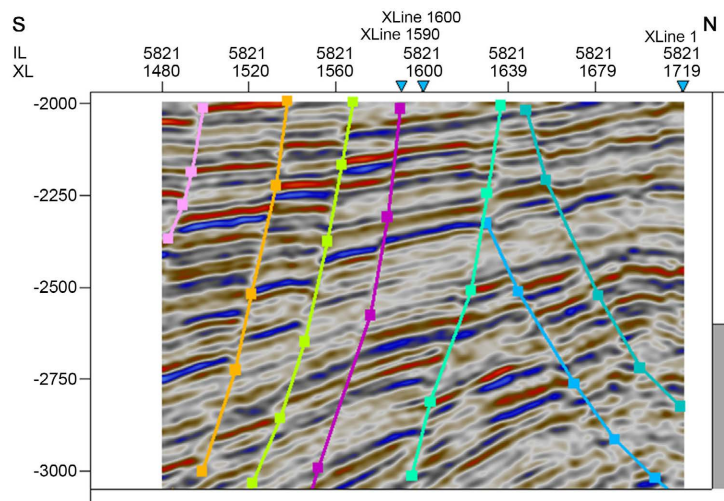 S
N
XLine 1600
XLine 1590
XLine 1
IL 5821 5821 5821 5821 5821 5821 5821
XL 1480 1520 1560 1600 1639 1679 1719
-2000
-2250
-2500
-2750
-3000